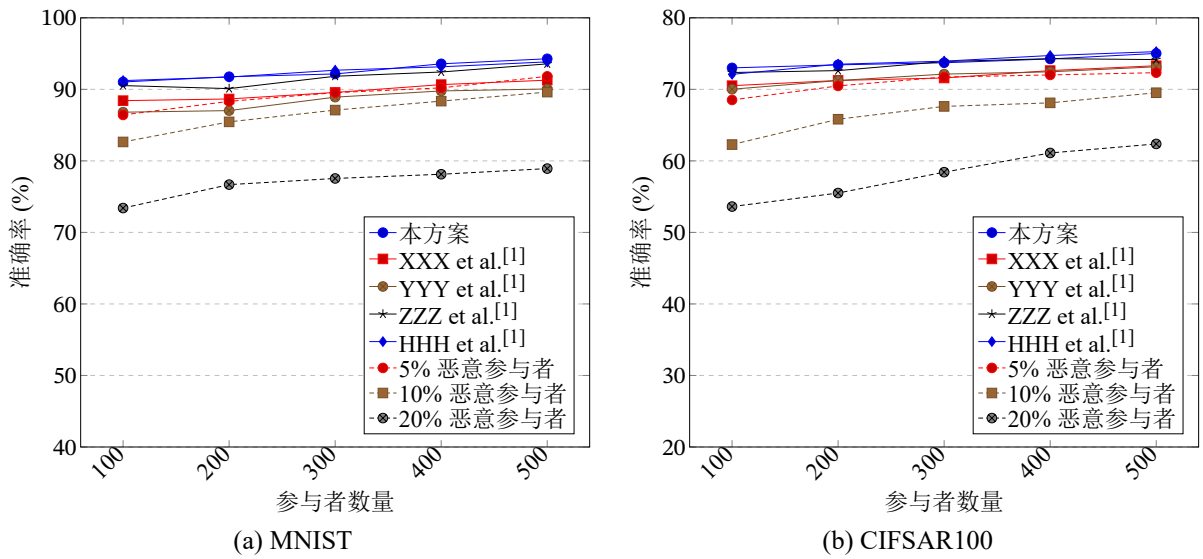 100
90
80
70
60
50
40
准确率 (%)
本方案
XXX et al.[1]
YYY et al.[1]
ZZZ et al.[1]
HHH et al.[1]
5% 恶意参与者
10% 恶意参与者
20% 恶意参与者
100
200
300
400
500
参与者数量
(a) MNIST
80
70
60
50
40
30
20
准确率 (%)
本方案
XXX et al.[1]
YYY et al.[1]
ZZZ et al.[1]
HHH et al.[1]
5% 恶意参与者
10% 恶意参与者
20% 恶意参与者
100
200
300
400
500
参与者数量
(b) CIFSAR100